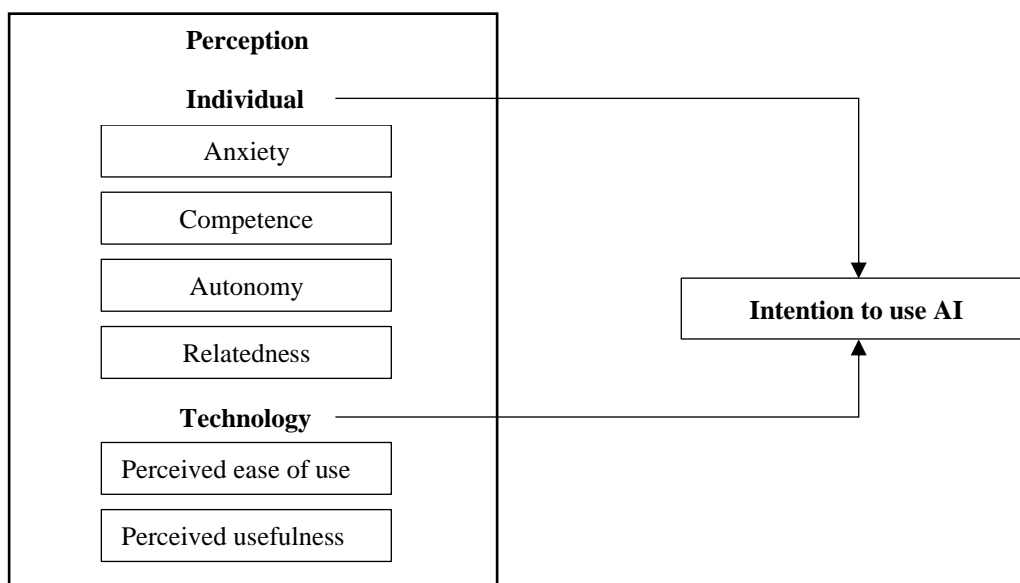 Perception
Individual
Anxiety
Competence
Autonomy
Relatedness
Technology
Perceived ease of use
Perceived usefulness
Intention to use AI